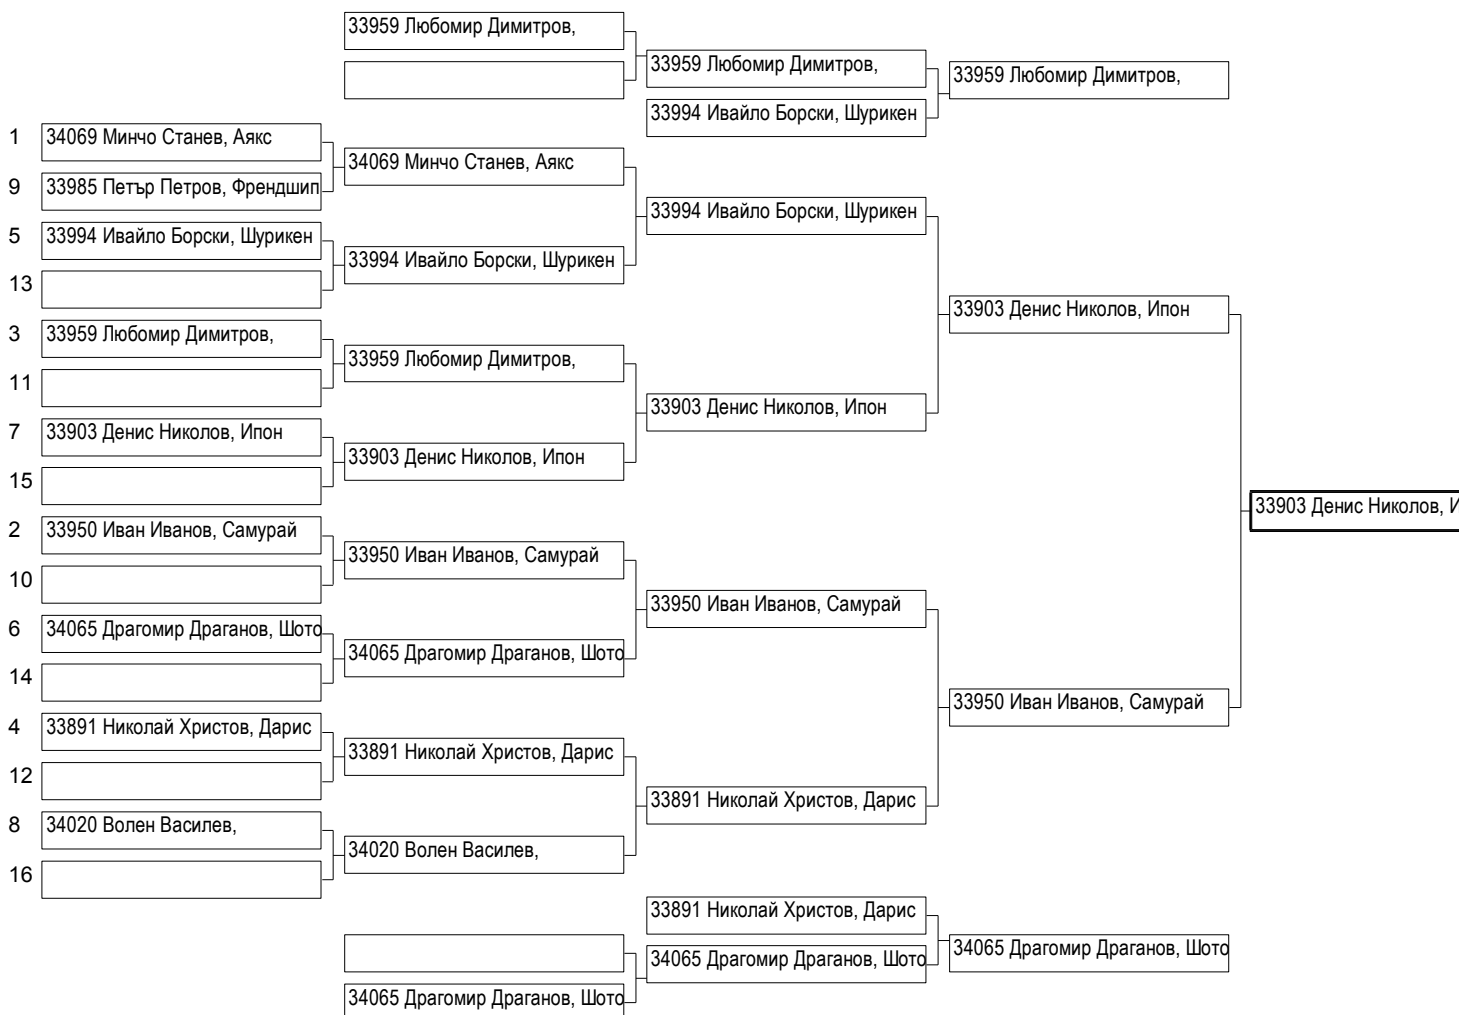 33959 Любомир Димитров,
33959 Любомир Димитров,
33959 Любомир Димитров,
33994 Ивайло Борски, Шурикен
1 34069 Минчо Станев, Аякс
34069 Минчо Станев, Аякс
9 33985 Петър Петров, Френдшип
33994 Ивайло Борски, Шурикен
5 33994 Ивайло Борски, Шурикен
33994 Ивайло Борски, Шурикен
13
33903 Денис Николов, Ипон
3 33959 Любомир Димитров,
33959 Любомир Димитров,
11
33903 Денис Николов, Ипон
7 33903 Денис Николов, Ипон
33903 Денис Николов, Ипон
15
33903 Денис Николов, И
2 33950 Иван Иванов, Самурай
33950 Иван Иванов, Самурай
10
33950 Иван Иванов, Самурай
6 34065 Драгомир Драганов, Шото
34065 Драгомир Драганов, Шото
14
33950 Иван Иванов, Самурай
4 33891 Николай Христов, Дарис
33891 Николай Христов, Дарис
12
33891 Николай Христов, Дарис
8 34020 Волен Василев,
34020 Волен Василев,
16
33891 Николай Христов, Дарис
34065 Драгомир Драганов, Шото
34065 Драгомир Драганов, Шото
34065 Драгомир Драганов, Шото